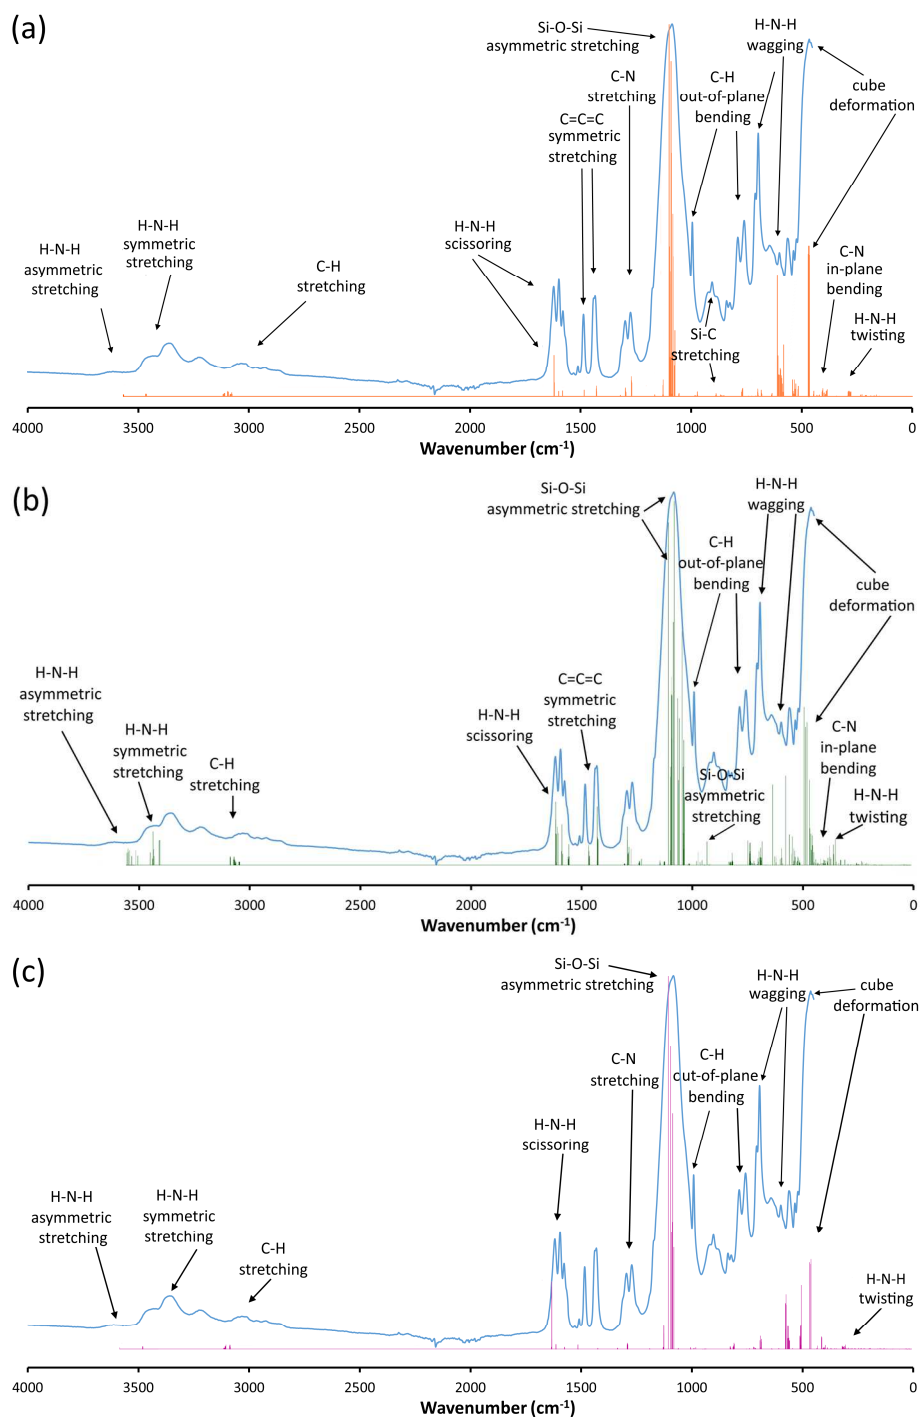 (a)
Si-O-Si
asymmetric stretching
H-N-H
wagging
C-N
stretching
C-H
out-of-plane
bending
cube
deformation
C=C=C
symmetric
stretching
H-N-H
asymmetric
stretching
H-N-H
symmetric
stretching
C-H
stretching
H-N-H
scissoring
C-N
in-plane
bending
Si-C
stretching
H-N-H
twisting
4000 3500 3000 2500 2000 1500 1000 500 0
Wavenumber (cm-1)
(b)
Si-O-Si
asymmetric stretching
H-N-H
wagging
C-H
out-of-plane
bending
cube
deformation
H-N-H
asymmetric
stretching
H-N-H
symmetric
stretching
C-H
stretching
H-N-H
scissoring
C=C=C
symmetric
stretching
C-N
in-plane
bending
Si-O-Si
asymmetric
stretching
H-N-H
twisting
4000 3500 3000 2500 2000 1500 1000 500 0
Wavenumber (cm-1)
(c)
Si-O-Si
asymmetric stretching
H-N-H
wagging
cube
deformation
C-N
stretching
C-H
out-of-plane
bending
H-N-H
scissoring
H-N-H
asymmetric
stretching
H-N-H
symmetric
stretching
C-H
stretching
H-N-H
twisting
4000 3500 3000 2500 2000 1500 1000 500 0
Wavenumber (cm-1)